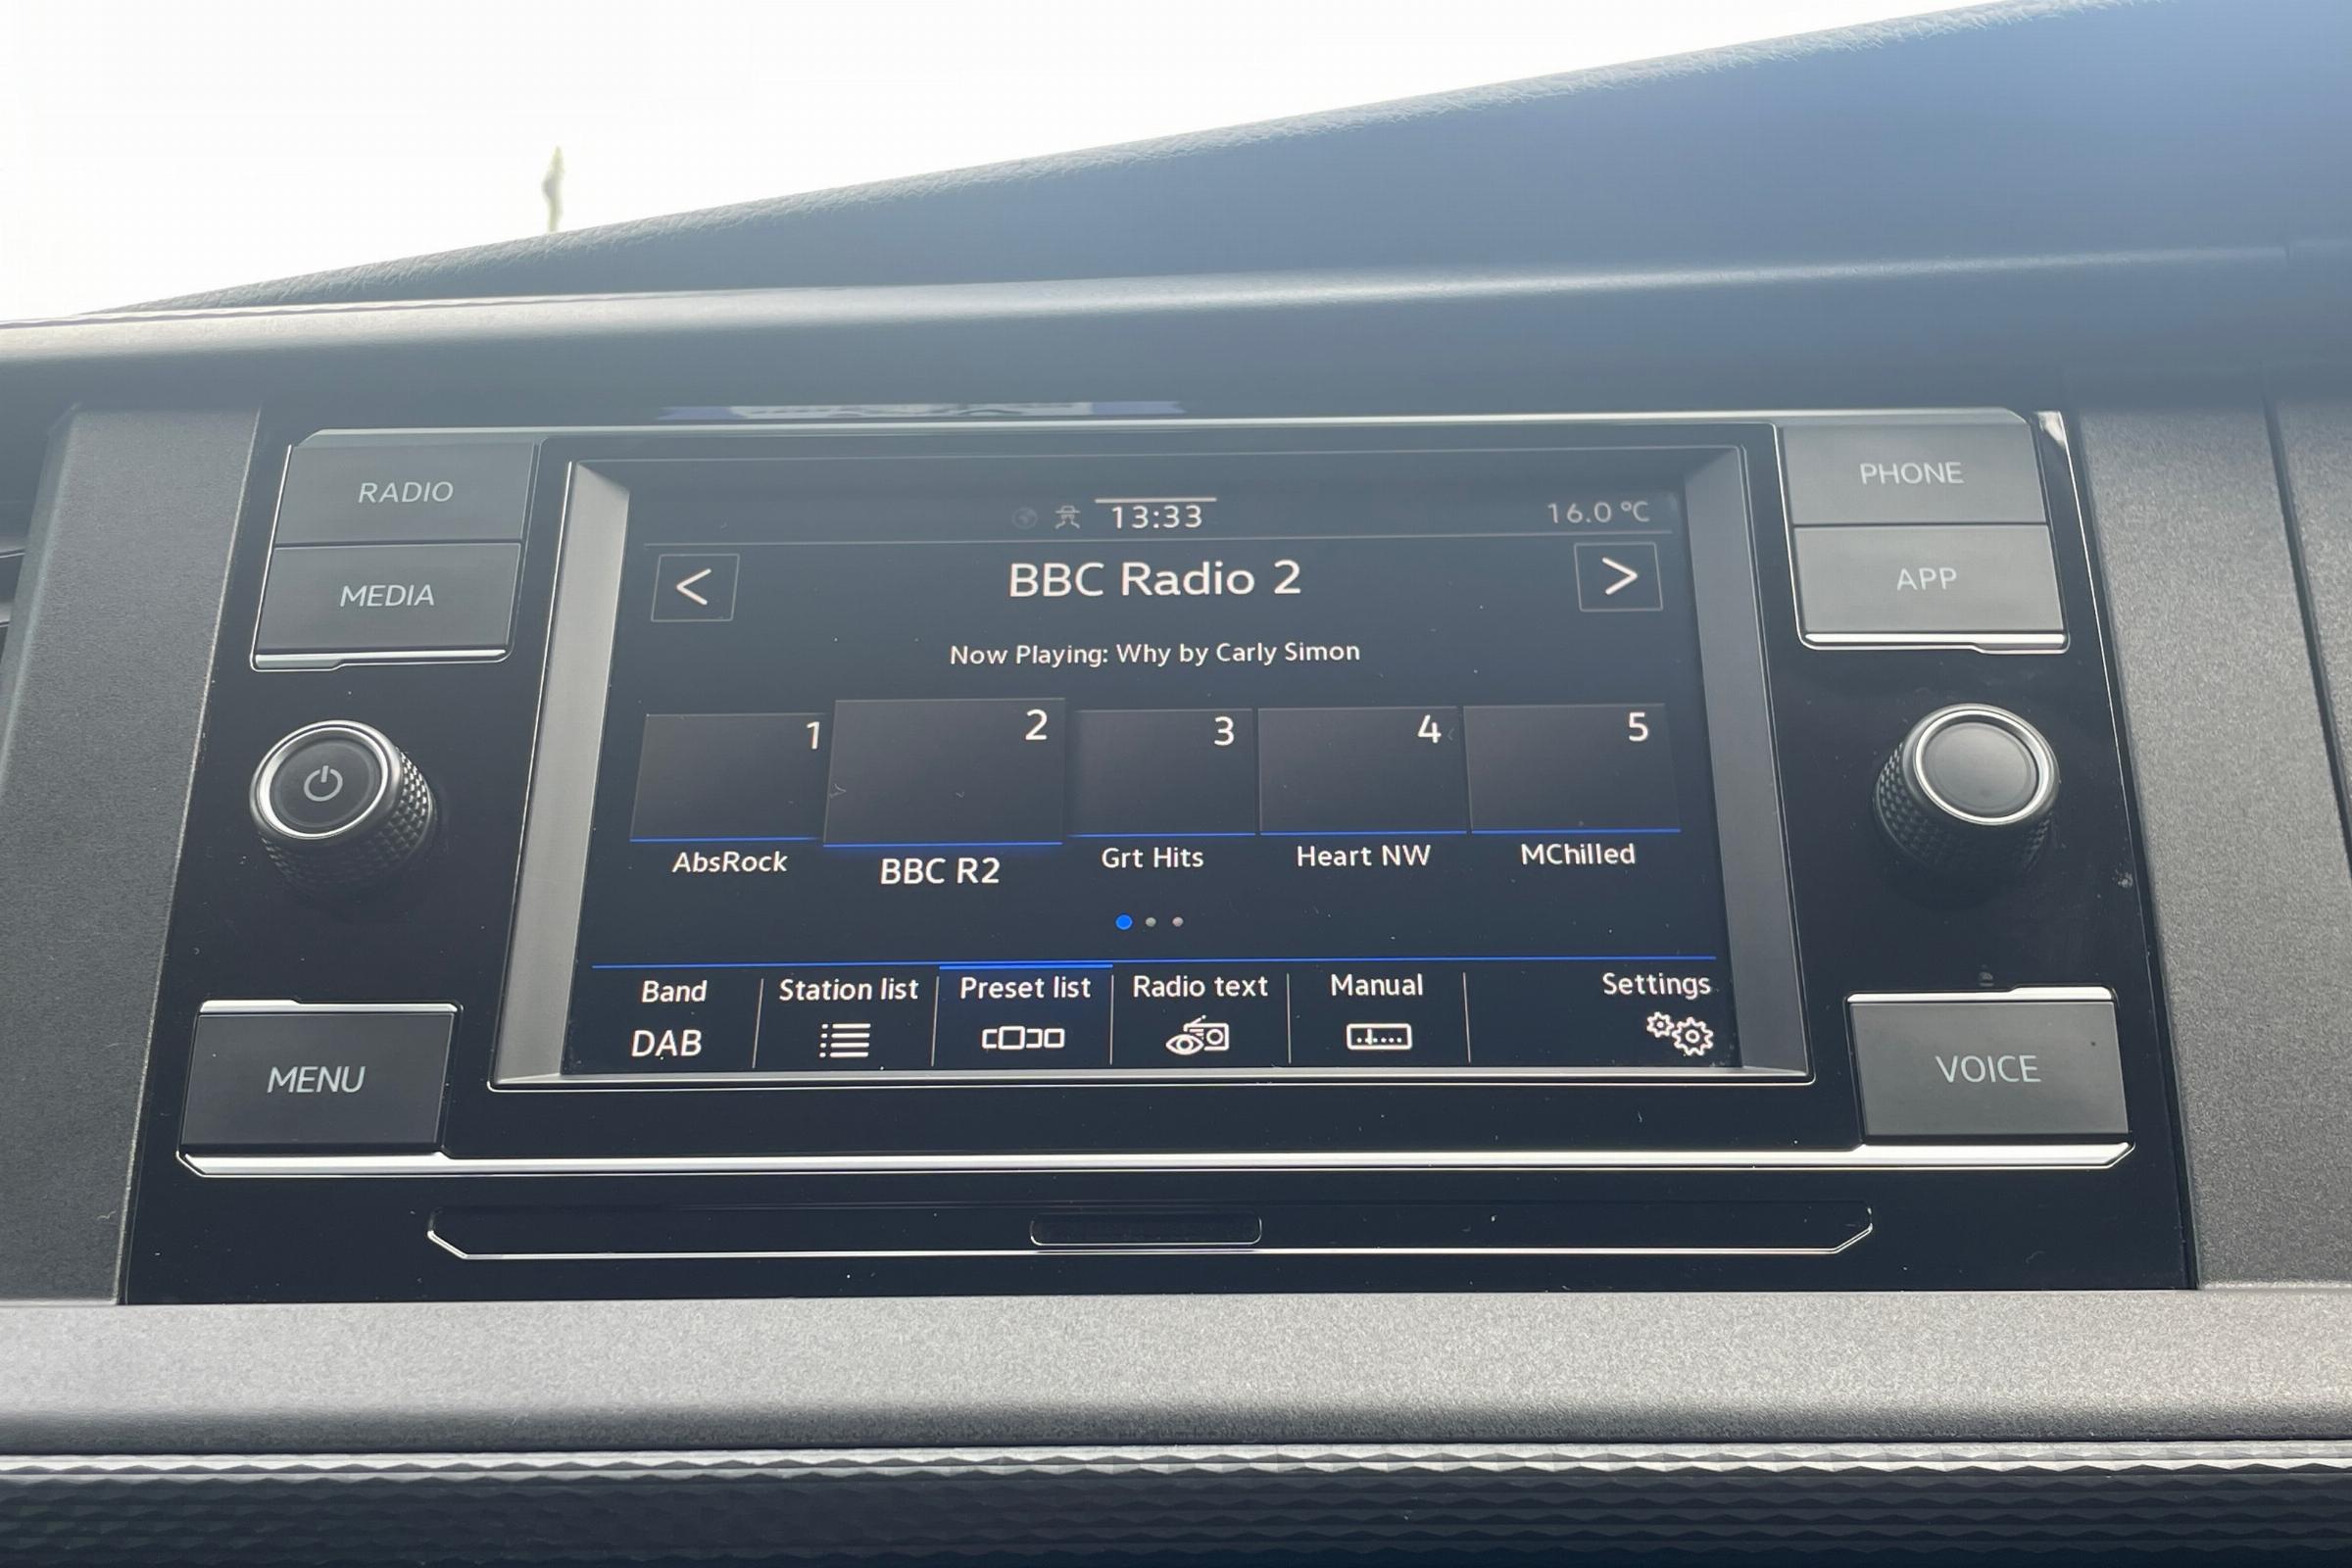 RADIO
MEDIA
MENU
13:33
16.0 °C
<
BBC Radio 2
>
Now Playing: Why by Carly Simon
1
2
3
4
5
AbsRock
BBC R2
Grt Hits
Heart NW
MChilled
Band
Station list
Preset list
Radio text
Manual
Settings
DAB
PHONE
APP
VOICE